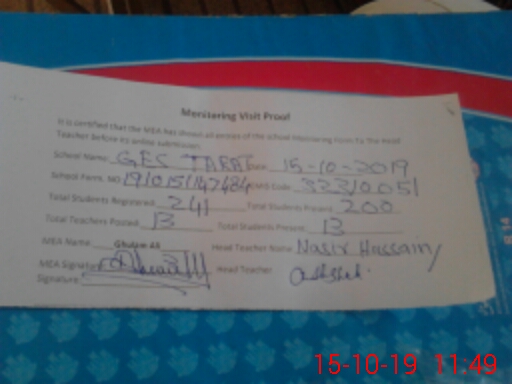 Monitoring Visit Proof
It is certified that the MEA has shown all entries of the school Monitoring Form To The Head
Teacher before its online submission.
School Name: GES Date: 15-10-2019
School Form. NO EMIS Code: 32310051
Total Students Registered: 241 Total Students Present: 200
Total Teachers Posted: 13 Total Students Present: 13
MEA Name: Ghulam Ali Head Teacher Name: Nasir Hussain
MEA Signature Head Teacher
Signature:
15-10-19 11:49